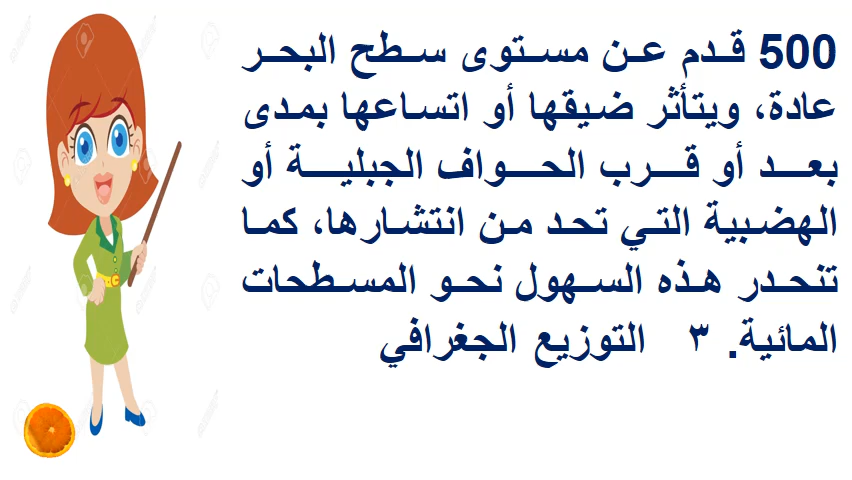 500 قدم عن مستوى سطح البحر
عادة، ويتأثر ضيقها أو اتساعها بمدى
بعد أو قرب الحواف الجبلية أو
الهضبية التي تحد من انتشارها، كما
تنحدر هذه السهول نحو المسطحات
المائية. ٣ التوزيع الجغرافي